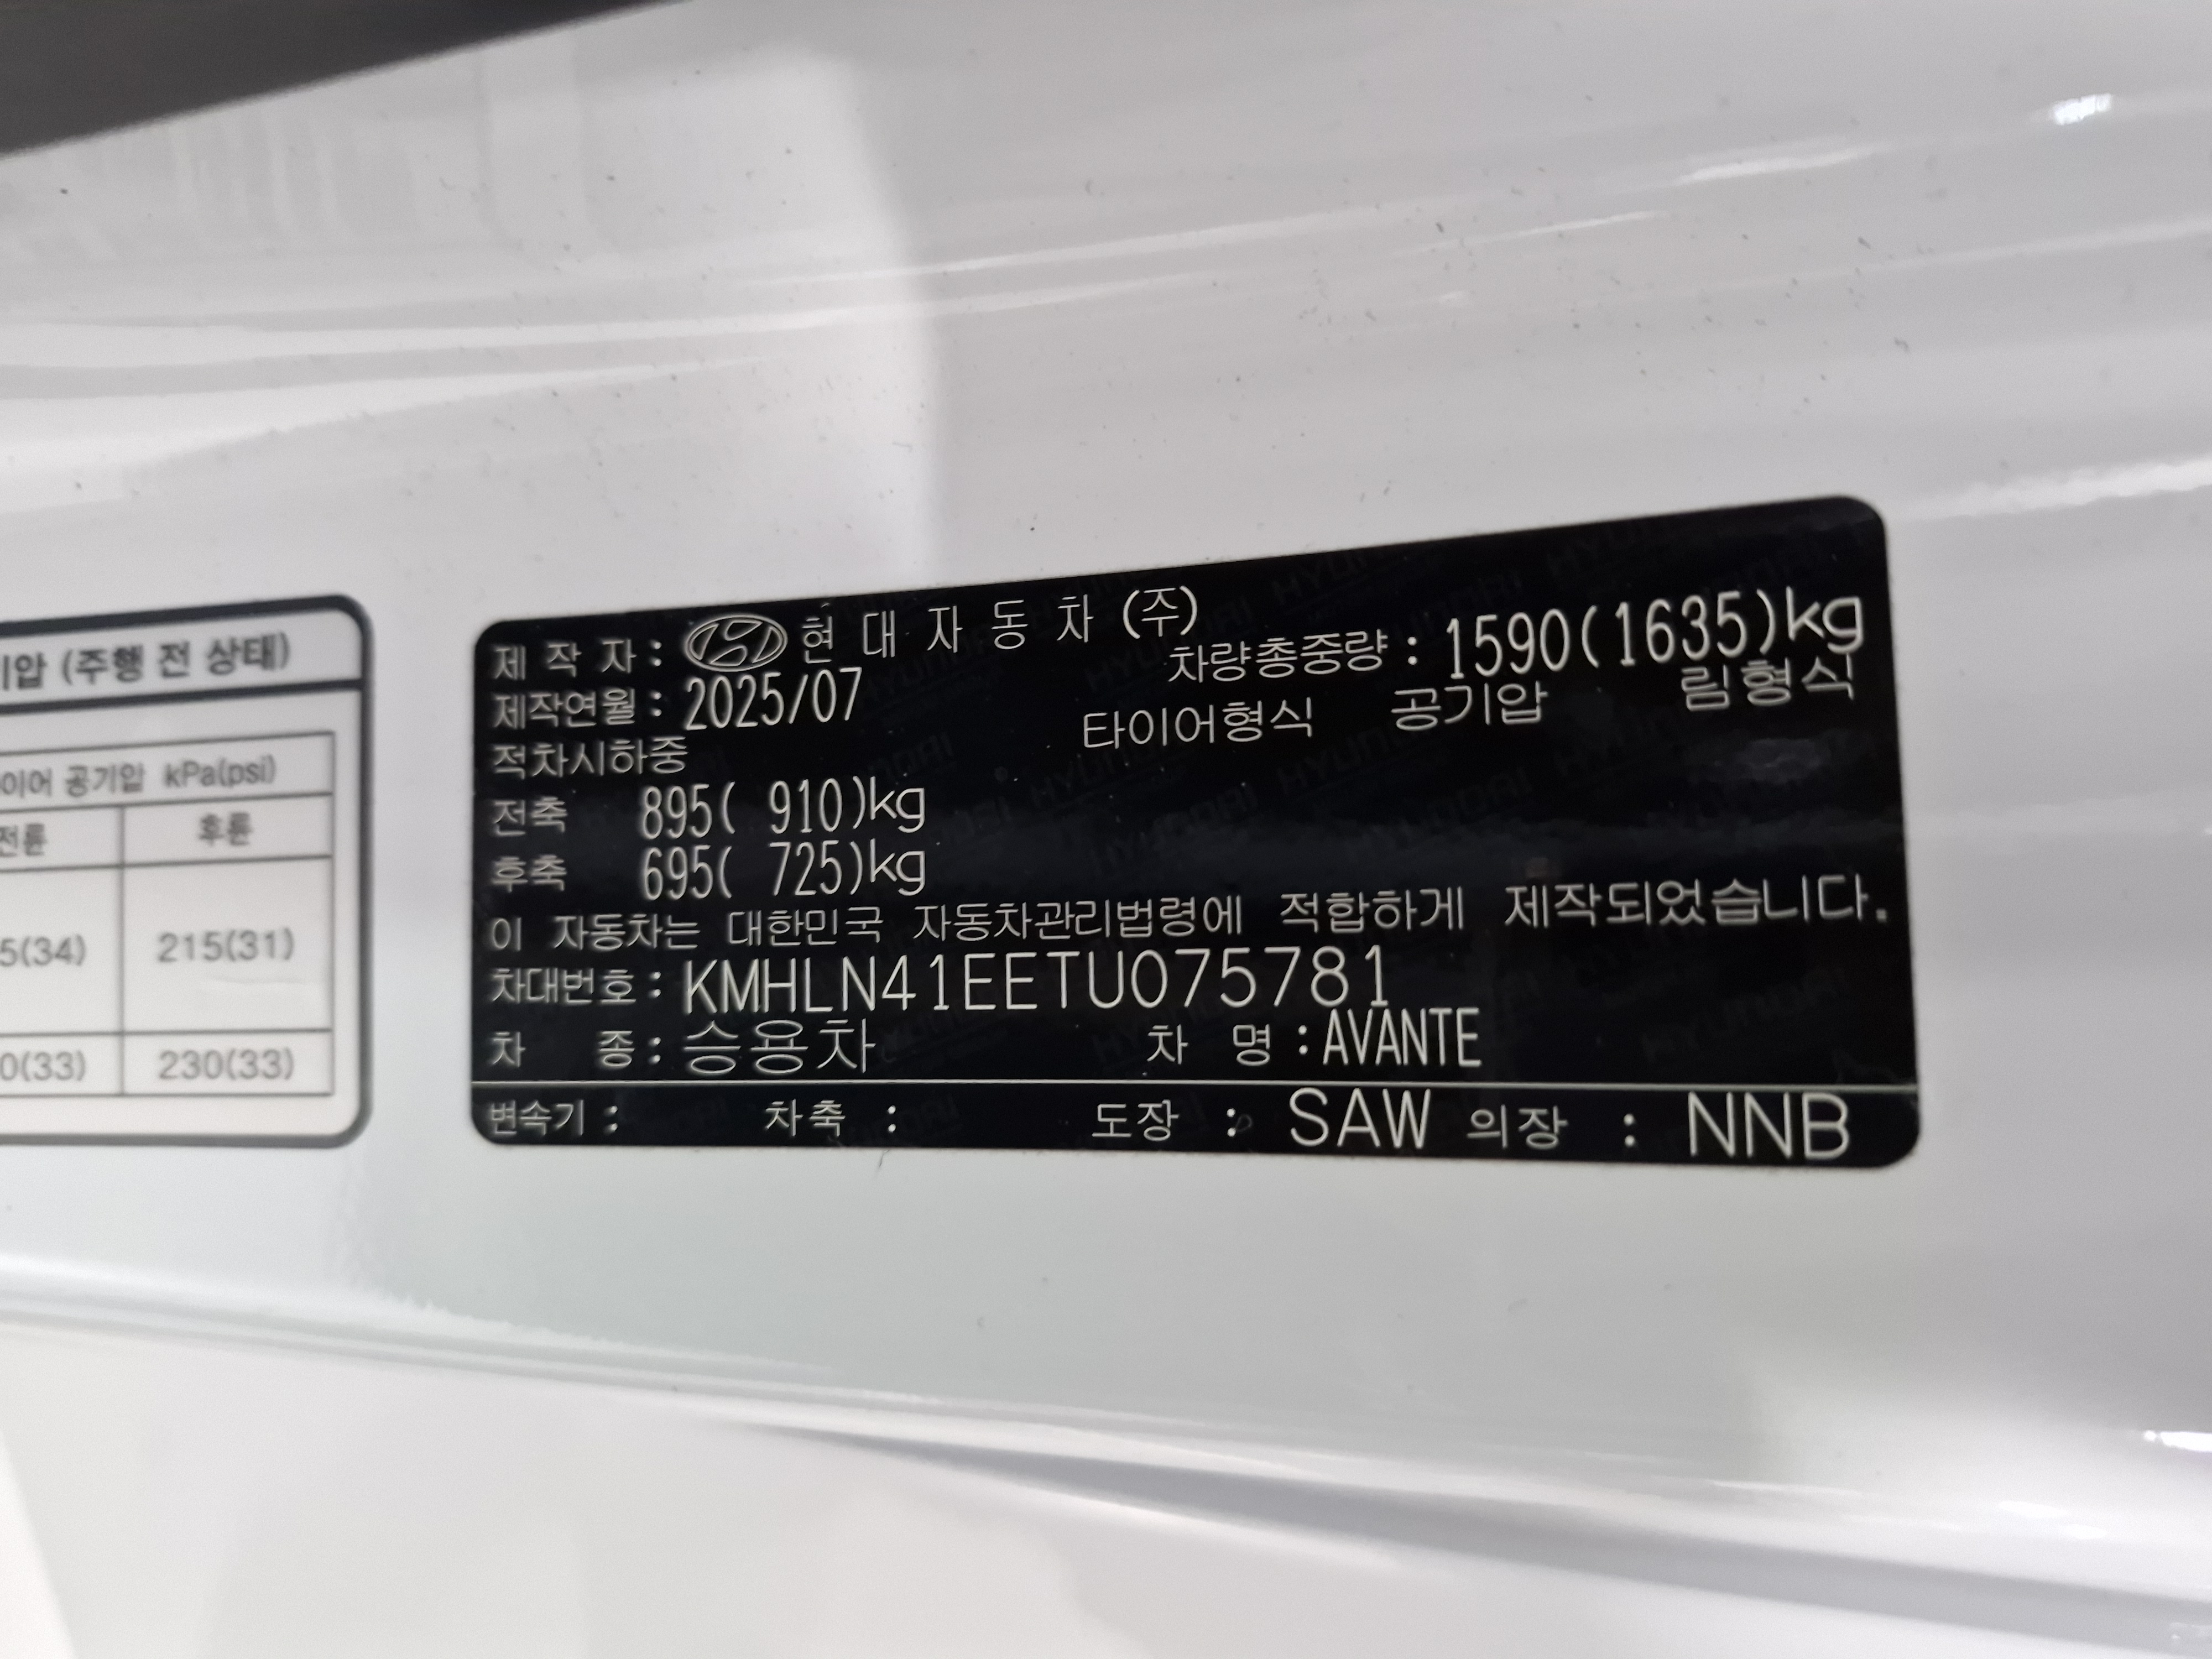 기압 (주행 전 상태)
이어 공기압 kPa(psi)
전륜 후륜
5(34) 215(31)
0(33) 230(33)
제 작 자 : 현 대 자 동 차 (주)
차량총중량 : 1590(1635)kg
제작연월 : 2025/07
타이어형식 공기압 림형식
적차시하중
전축 895( 910)kg
후축 695( 725)kg
이 자동차는 대한민국 자동차관리법령에 적합하게 제작되었습니다.
차대번호 : KMHLN41EETU075781
차 종 : 승용차 차 명 : AVANTE
변속기 : 차축 : 도장 : SAW 의장 : NNB